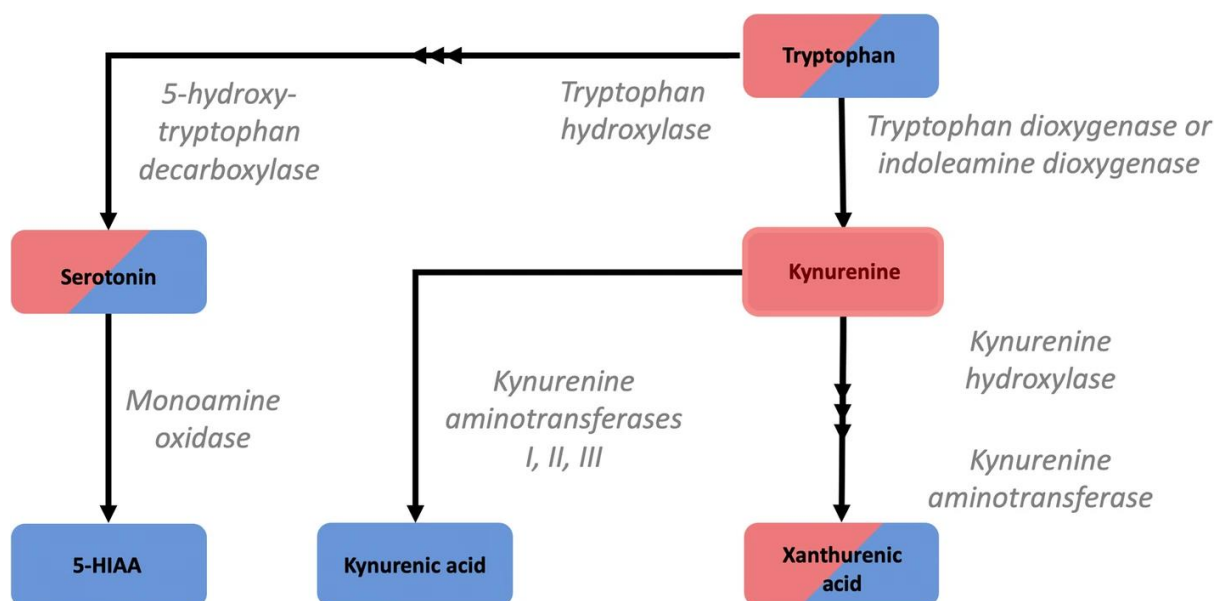 Tryptophan
5-hydroxy-
tryptophan
decarboxylase
Tryptophan
hydroxylase
Tryptophan dioxygenase or
indoleamine dioxygenase
Serotonin
Kynurenine
Monoamine
oxidase
Kynurenine
aminotransferases
I, II, III
Kynurenine
hydroxylase
Kynurenine
aminotransferase
5-HIAA
Kynurenic acid
Xanthurenic
acid